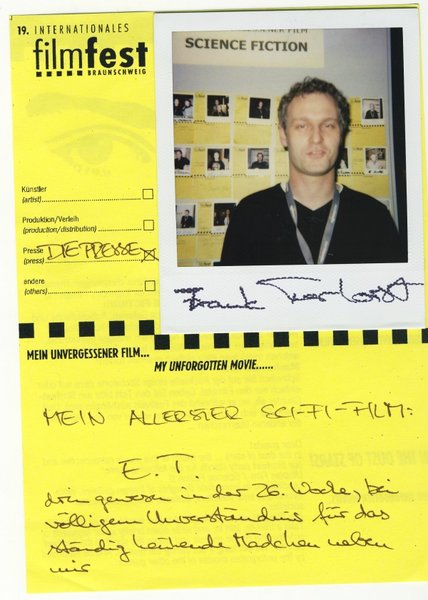 19. INTERNATIONALES
filmfest
BRAUNSCHWEIG
FILM
SCIENCE FICTION
Künstler
(artist)
Produktion/Verleih
(production/distribution)
Presse
(press) DIE PRESSE
andere
(others)
Frank
MEIN UNVERGESSENER FILM...
MY UNFORGOTTEN MOVIE......
MEIN ALLERERSTER SCI-FI-FILM:
E.T
drin gewesen in der 26. Woche, bei
völligem Unverständnis für das
ständig heulende Mädchen neben
mir